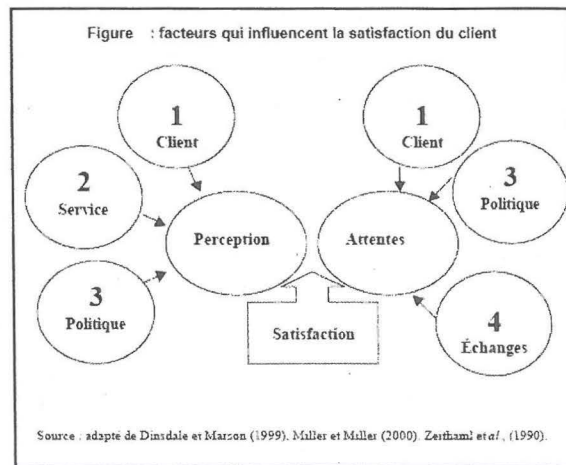 Figure : facteurs qui influencent la satisfaction du client
1
Client
1
Client
2
Service
3
Politique
Perception
Attentes
3
Politique
4
Échanges
Satisfaction
Source : adapté de Dinsdale et Marson (1999). Miller et Miller (2000). Zeithaml et al., (1990).